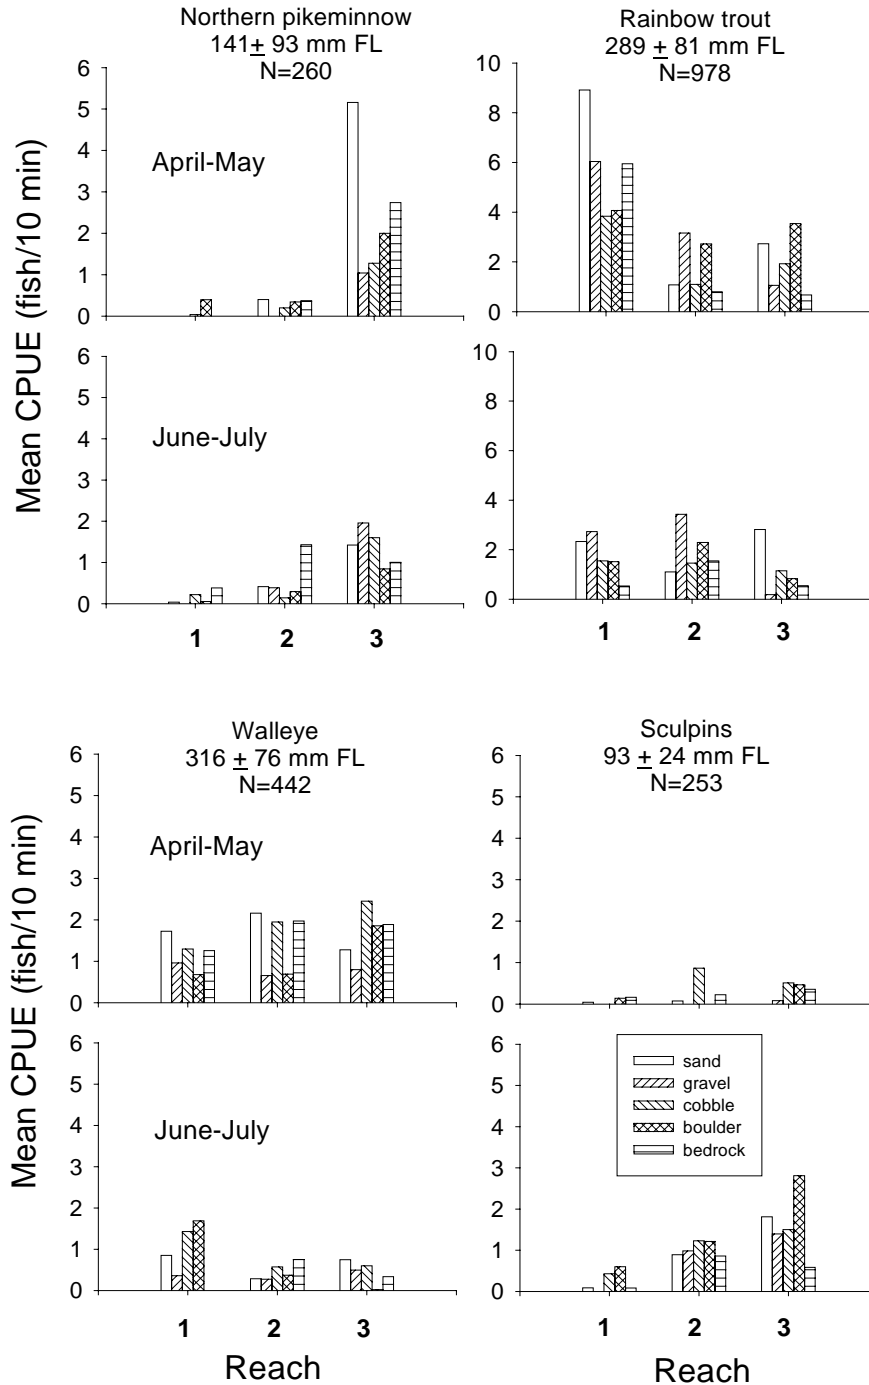 Northern pikeminnow
141+ 93 mm FL
N=260
Rainbow trout
289 + 81 mm FL
N=978
Mean CPUE (fish/10 min)
April-May
6
5
4
3
2
1
0
10
8
6
4
2
0
June-July
6
5
4
3
2
1
0
1 2 3
10
8
6
4
2
0
1 2 3
Walleye
316 + 76 mm FL
N=442
Sculpins
93 + 24 mm FL
N=253
Mean CPUE (fish/10 min)
April-May
6
5
4
3
2
1
0
6
5
4
3
2
1
0
June-July
6
5
4
3
2
1
0
1 2 3
Reach
6
5
4
3
2
1
0
sand
gravel
cobble
boulder
bedrock
1 2 3
Reach